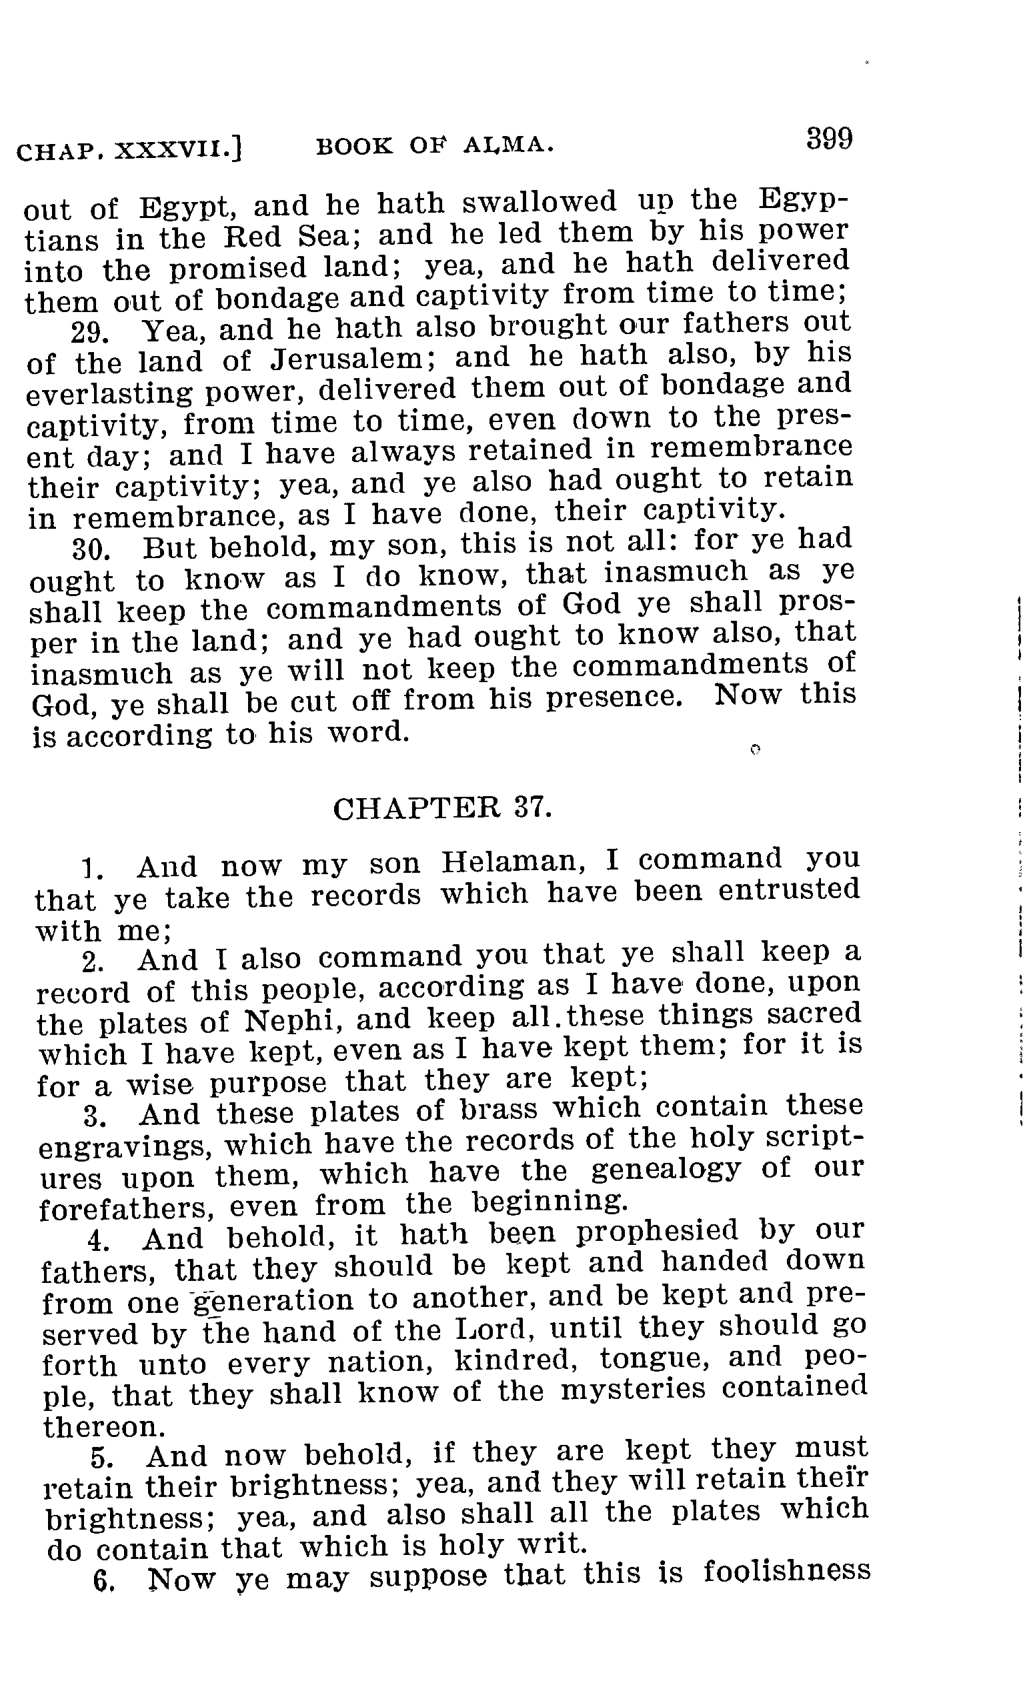 CHAP. XXXVII.] BOOK OF ALMA. 399
out of Egypt, and he hath swallowed up the Egyp-
tians in the Red Sea; and he led them by his power
into the promised land; yea, and he hath delivered
them out of bondage and captivity from time to time;
29. Yea, and he hath also brought our fathers out
of the land of Jerusalem; and he hath also, by his
everlasting power, delivered them out of bondage and
captivity, from time to time, even down to the pres-
ent day; and I have always retained in remembrance
their captivity; yea, and ye also had ought to retain
in remembrance, as I have done, their captivity.
30. But behold, my son, this is not all: for ye had
ought to know as I do know, that inasmuch as ye
shall keep the commandments of God ye shall pros-
per in the land; and ye had ought to know also, that
inasmuch as ye will not keep the commandments of
God, ye shall be cut off from his presence. Now this
is according to his word.
CHAPTER 37.
1. And now my son Helaman, I command you
that ye take the records which have been entrusted
with me;
2. And I also command you that ye shall keep a
record of this people, according as I have done, upon
the plates of Nephi, and keep all these things sacred
which I have kept, even as I have kept them; for it is
for a wise purpose that they are kept;
3. And these plates of brass which contain these
engravings, which have the records of the holy script-
ures upon them, which have the genealogy of our
forefathers, even from the beginning.
4. And behold, it hath been prophesied by our
fathers, that they should be kept and handed down
from one generation to another, and be kept and pre-
served by the hand of the Lord, until they should go
forth unto every nation, kindred, tongue, and peo-
ple, that they shall know of the mysteries contained
thereon.
5. And now behold, if they are kept they must
retain their brightness; yea, and they will retain their
brightness; yea, and also shall all the plates which
do contain that which is holy writ.
6. Now ye may suppose that this is foolishness